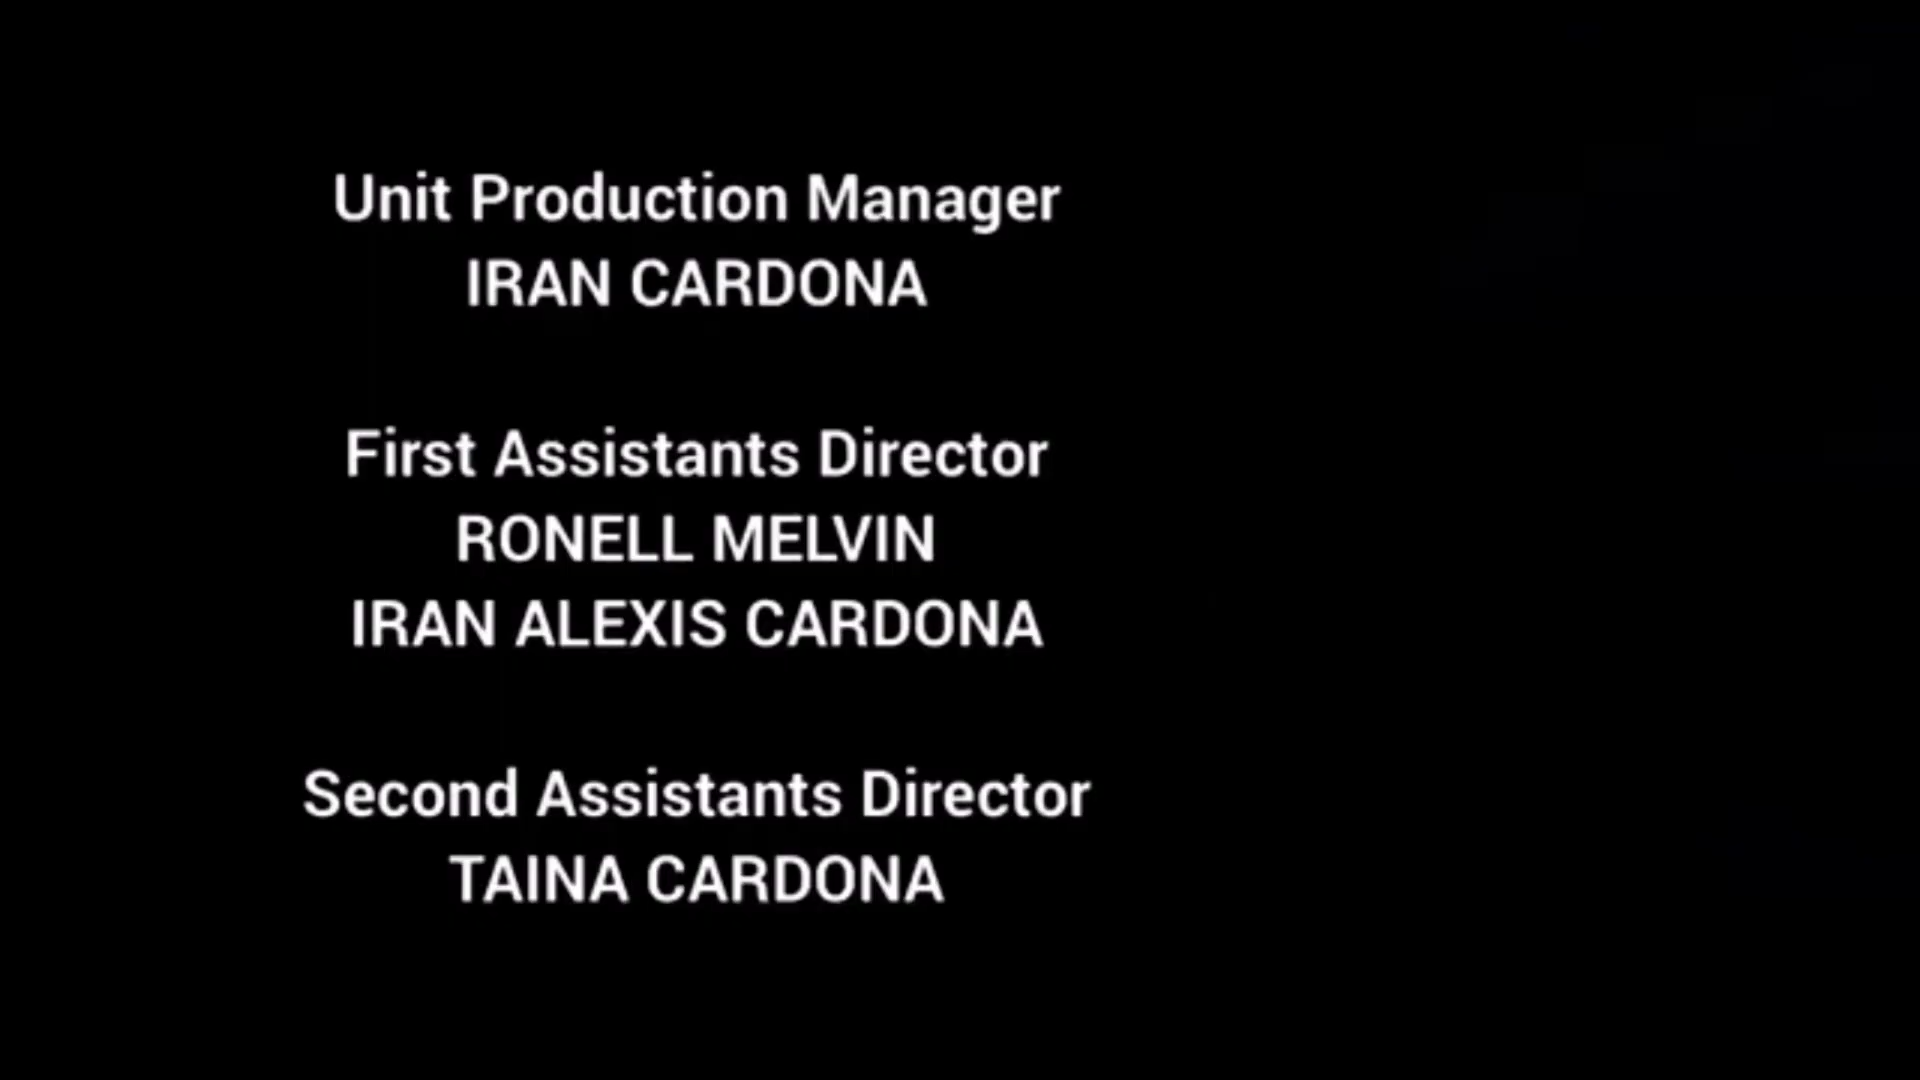 Unit Production Manager
IRAN CARDONA
First Assistants Director
RONELL MELVIN
IRAN ALEXIS CARDONA
Second Assistants Director
TAINA CARDONA